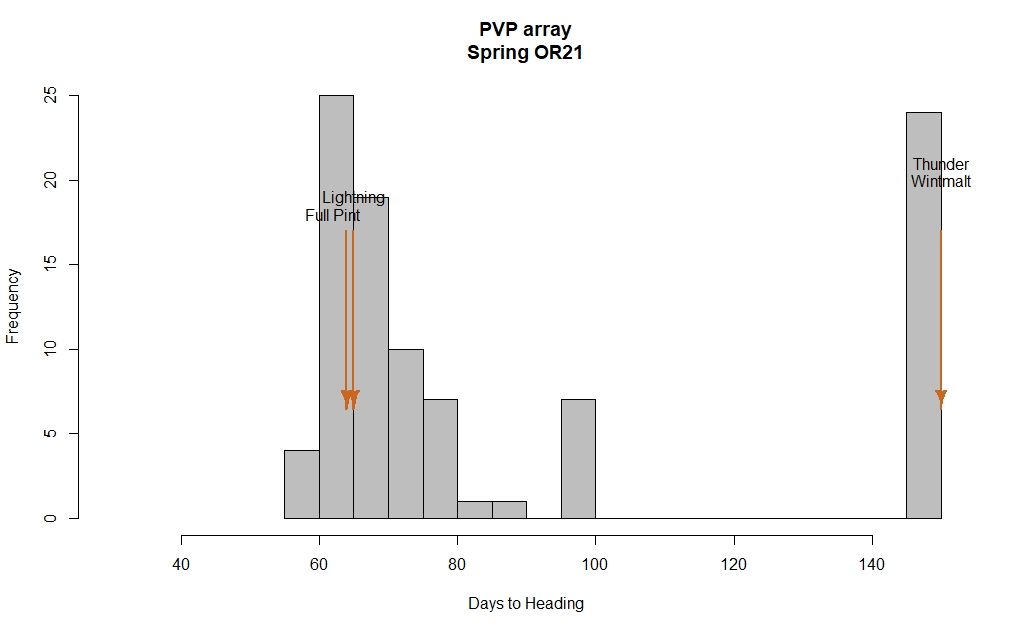 PVP array
Spring OR21
25
20
15
10
5
0
Frequency
Lightning
Full Pint
Thunder
Wintmalt
40 60 80 100 120 140
Days to Heading